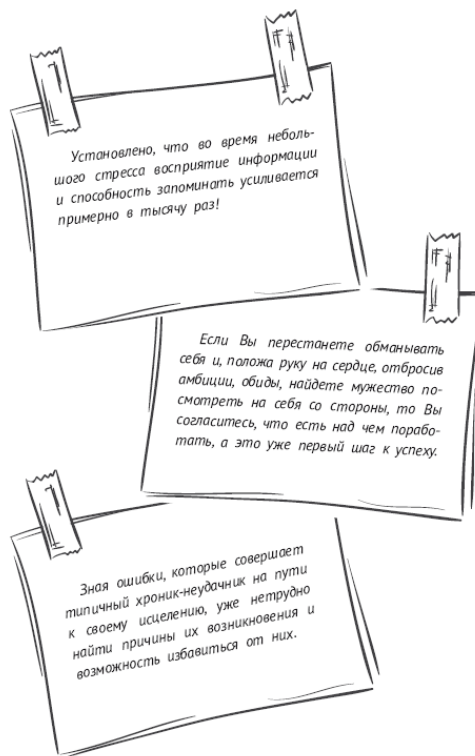 Установлено, что во время неболь-
шого стресса восприятие информации
и способность запоминать усиливается
примерно в тысячу раз!
Если Вы перестанете обманывать
себя и, положа руку на сердце, отбросив
амбиции, обиды, найдете мужество по-
смотреть на себя со стороны, то Вы
согласитесь, что есть над чем порабо-
тать, а это уже первый шаг к успеху.
Зная ошибки, которые совершает
типичный хроник-неудачник на пути
к своему исцелению, уже нетрудно
найти причины их возникновения и
возможность избавиться от них.